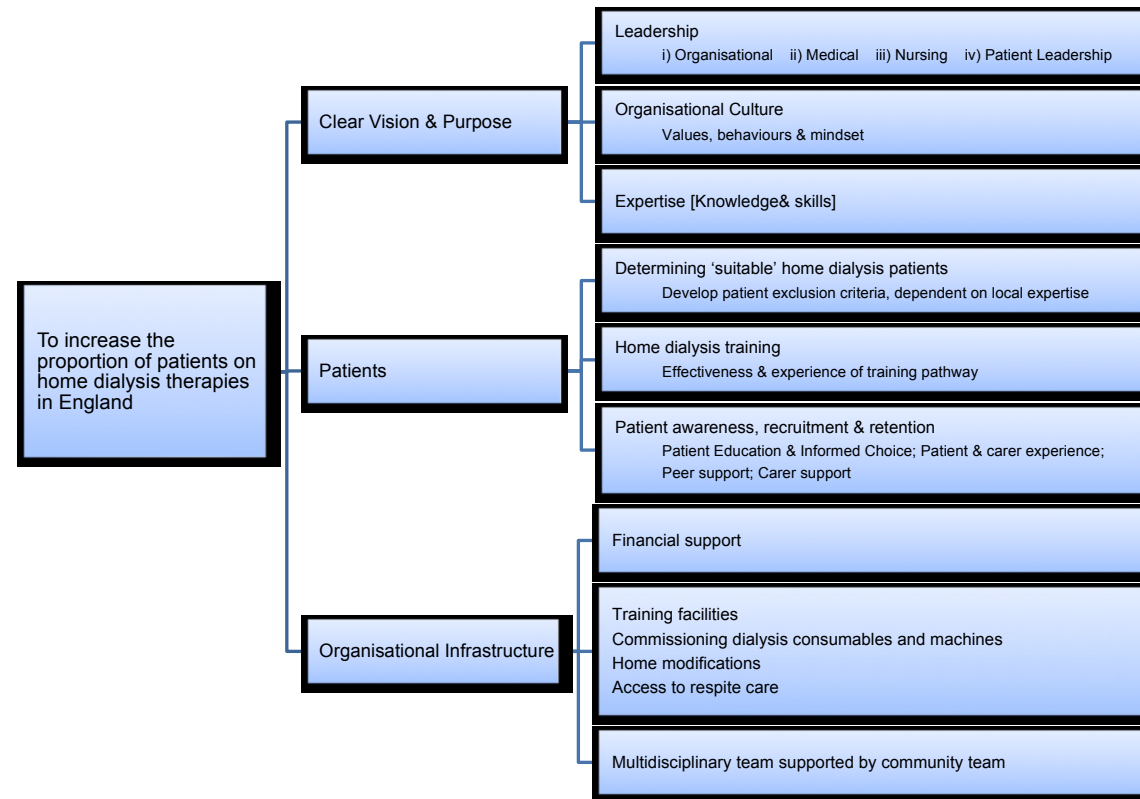 To increase the
proportion of patients on
home dialysis therapies
in England
Clear Vision & Purpose
Leadership
i) Organisational ii) Medical iii) Nursing iv) Patient Leadership
Organisational Culture
Values, behaviours & mindset
Expertise [Knowledge& skills]
Patients
Determining ‘suitable’ home dialysis patients
Develop patient exclusion criteria, dependent on local expertise
Home dialysis training
Effectiveness & experience of training pathway
Patient awareness, recruitment & retention
Patient Education & Informed Choice; Patient & carer experience;
Peer support; Carer support
Organisational Infrastructure
Financial support
Training facilities
Commissioning dialysis consumables and machines
Home modifications
Access to respite care
Multidisciplinary team supported by community team